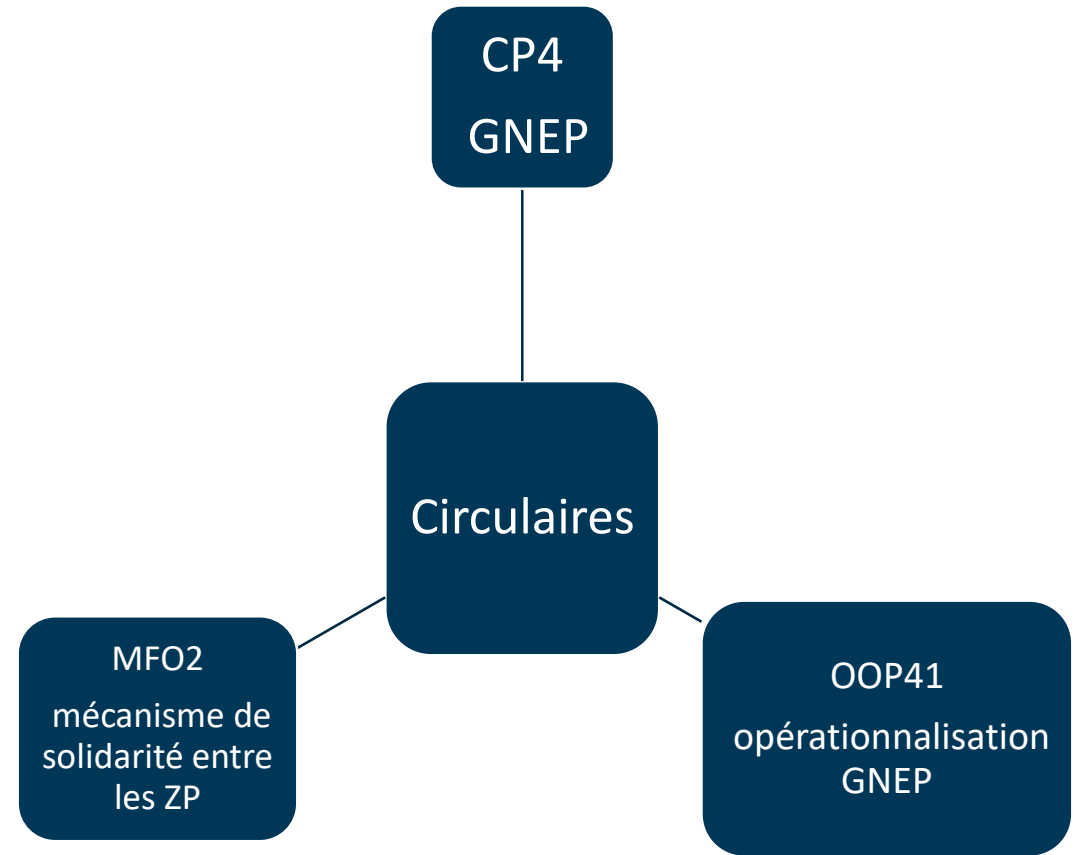 CP4
GNEP
Circulaires
MFO2
mécanisme de
solidarité entre
les ZP
OOP41
opérationnalisation
GNEP